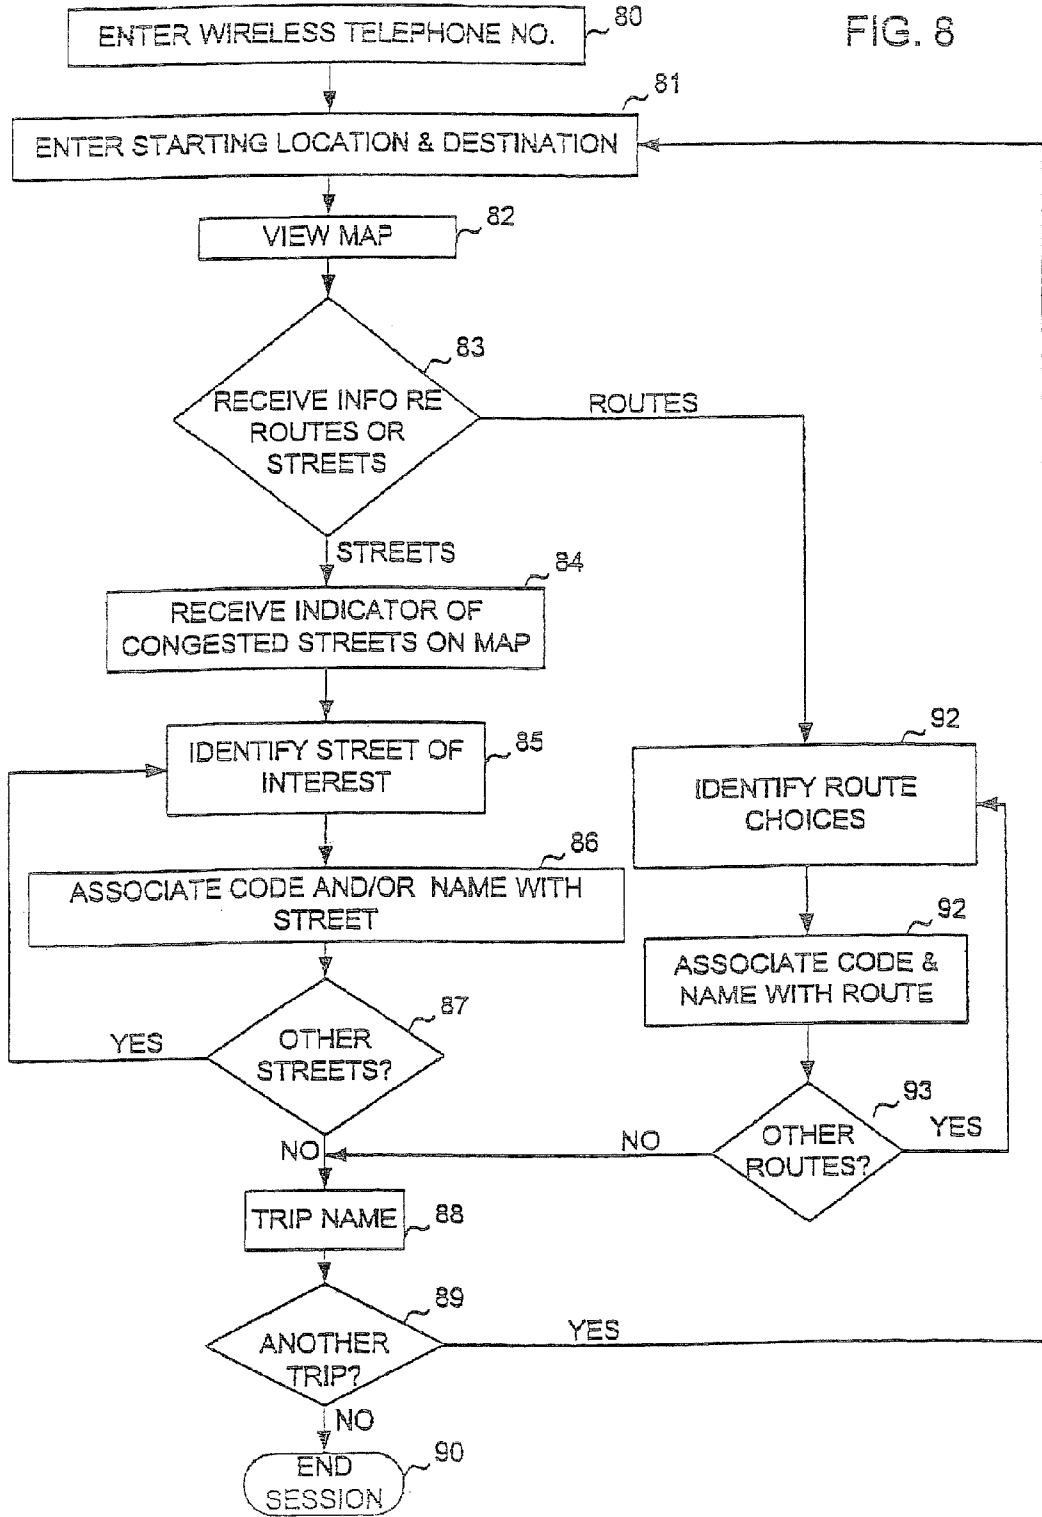 FIG. 8
ENTER WIRELESS TELEPHONE NO.
80
81
ENTER STARTING LOCATION & DESTINATION
82
VIEW MAP
83
RECEIVE INFO RE
ROUTES OR
STREETS
ROUTES
STREETS
84
RECEIVE INDICATOR OF
CONGESTED STREETS ON MAP
85
IDENTIFY STREET OF
INTEREST
92
IDENTIFY ROUTE
CHOICES
86
ASSOCIATE CODE AND/OR NAME WITH
STREET
92
ASSOCIATE CODE &
NAME WITH ROUTE
87
OTHER
STREETS?
YES
93
OTHER
ROUTES?
YES
NO
NO
TRIP NAME
88
89
ANOTHER
TRIP?
YES
NO
90
END
SESSION